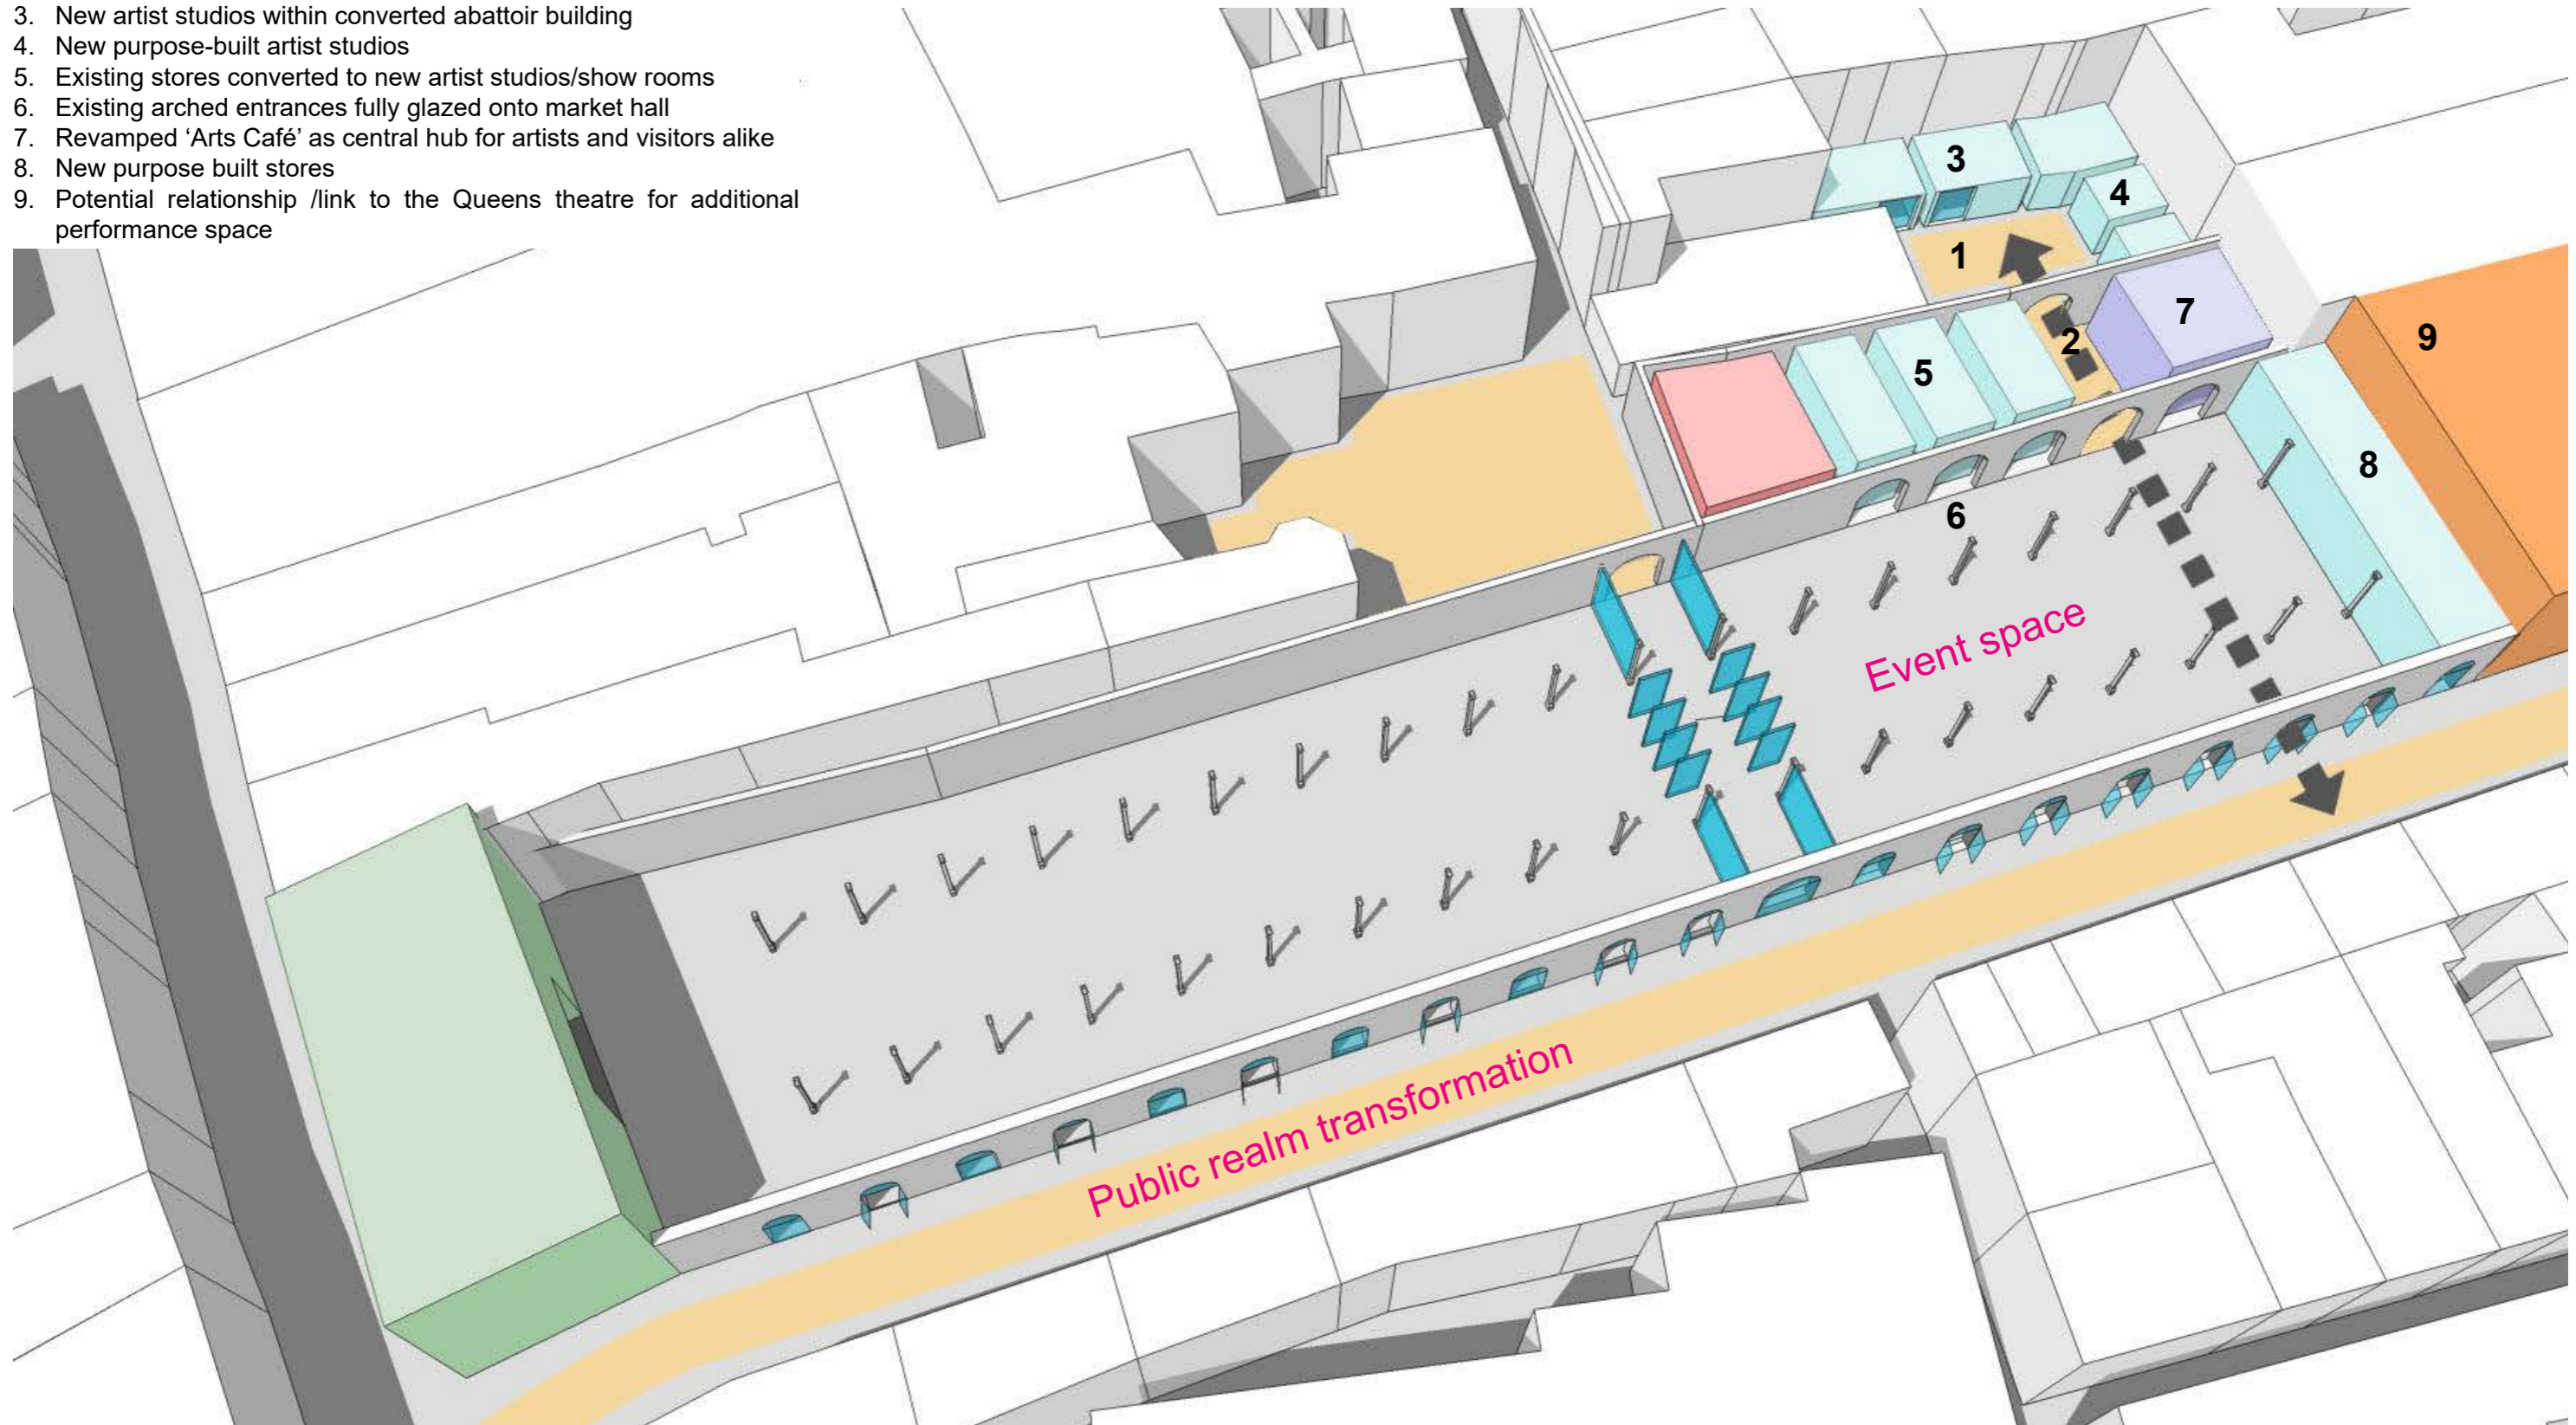 3. New artist studios within converted abattoir building
4. New purpose-built artist studios
5. Existing stores converted to new artist studios/show rooms
6. Existing arched entrances fully glazed onto market hall
7. Revamped ‘Arts Café’ as central hub for artists and visitors alike
8. New purpose built stores
9. Potential relationship /link to the Queens theatre for additional
performance space
3
4
1
7
2
9
5
8
6
Event space
Public realm transformation